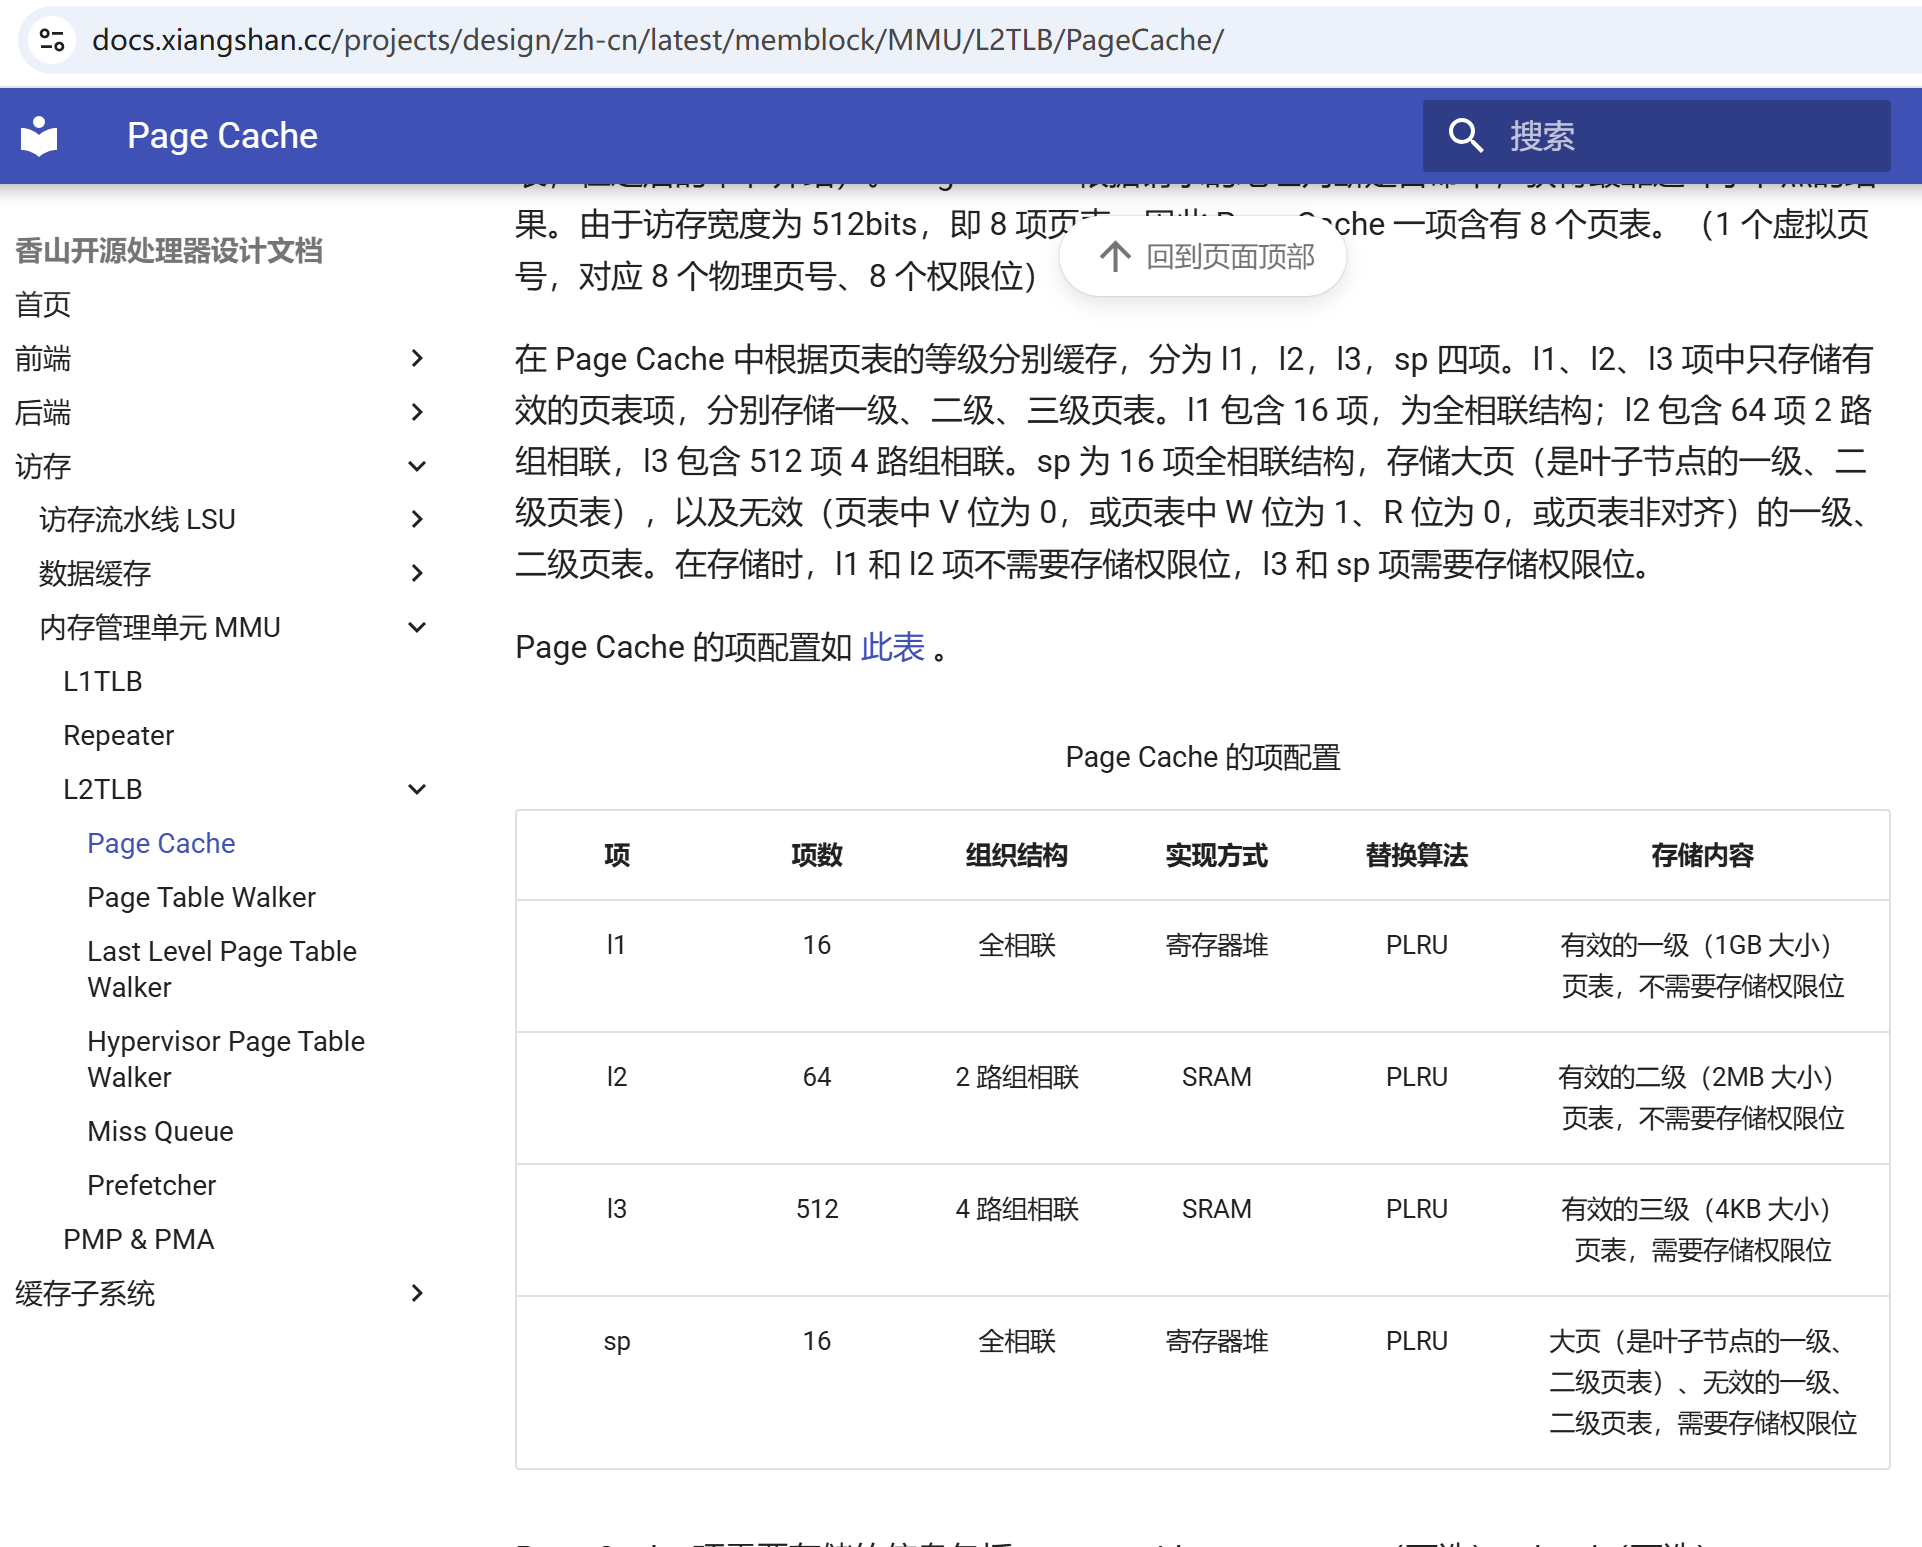 docs.xiangshan.cc/projects/design/zh-cn/latest/memblock/MMU/L2TLB/PageCache/
Page Cache
搜索
香山开源处理器设计文档
首页
前端
后端
访存
访存流水线 LSU
数据缓存
内存管理单元 MMU
L1TLB
Repeater
L2TLB
Page Cache
Page Table Walker
Last Level Page Table
Walker
Hypervisor Page Table
Walker
Miss Queue
Prefetcher
PMP & PMA
缓存子系统
果。由于访存宽度为 512bits，即 8 项页 Cache 一项含有 8 个页表。（1 个虚拟页
号，对应 8 个物理页号、8 个权限位）
回到页面顶部
在 Page Cache 中根据页表的等级分别缓存，分为 l1，l2，l3，sp 四项。l1、l2、l3 项中只存储有
效的页表项，分别存储一级、二级、三级页表。l1 包含 16 项，为全相联结构；l2 包含 64 项 2 路
组相联，l3 包含 512 项 4 路组相联。sp 为 16 项全相联结构，存储大页（是叶子节点的一级、二
级页表），以及无效（页表中 V 位为 0，或页表中 W 位为 1、R 位为 0，或页表非对齐）的一级、
二级页表。在存储时，l1 和 l2 项不需要存储权限位，l3 和 sp 项需要存储权限位。
Page Cache 的项配置如 此表 。
Page Cache 的项配置
项 项数 组织结构 实现方式 替换算法 存储内容
l1 16 全相联 寄存器堆 PLRU 有效的一级（1GB 大小）
页表，不需要存储权限位
l2 64 2 路组相联 SRAM PLRU 有效的二级（2MB 大小）
页表，不需要存储权限位
l3 512 4 路组相联 SRAM PLRU 有效的三级（4KB 大小）
页表，需要存储权限位
sp 16 全相联 寄存器堆 PLRU 大页（是叶子节点的一级、
二级页表）、无效的一级、
二级页表，需要存储权限位